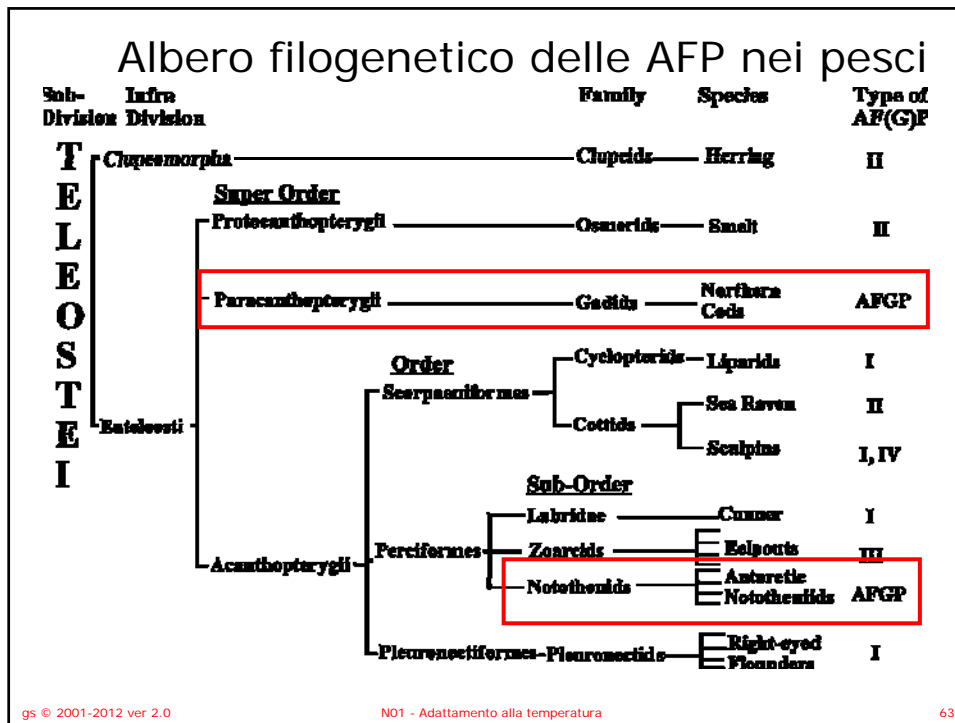 Albero filogenetico delle AFP nei pesci
Sub- Infra Family Species Type of
Division Division AF(G)P
TELEOSTEI
Clupeomorpha Clupeids Herring II
Super Order
Protocanthopterygii Osmerids Smelt II
Paracanthopterygii Gadids Northern Cods AFGP
Order
Cyclopterids Liparids I
Scorpaeniformes
Sea Raven II
Cottids
Euteleostii
Sculpins I, IV
Sub-Order
Labridae Cunner I
Perciformes Zoarcids Eelpouts III
Acanthopterygii
Notothenids Antarctic Nototheniids AFGP
Pleuronectiformes Pleuronectids Right-eyed Flounders I
gs © 2001-2012 ver 2.0 N01 - Adattamento alla temperatura 63